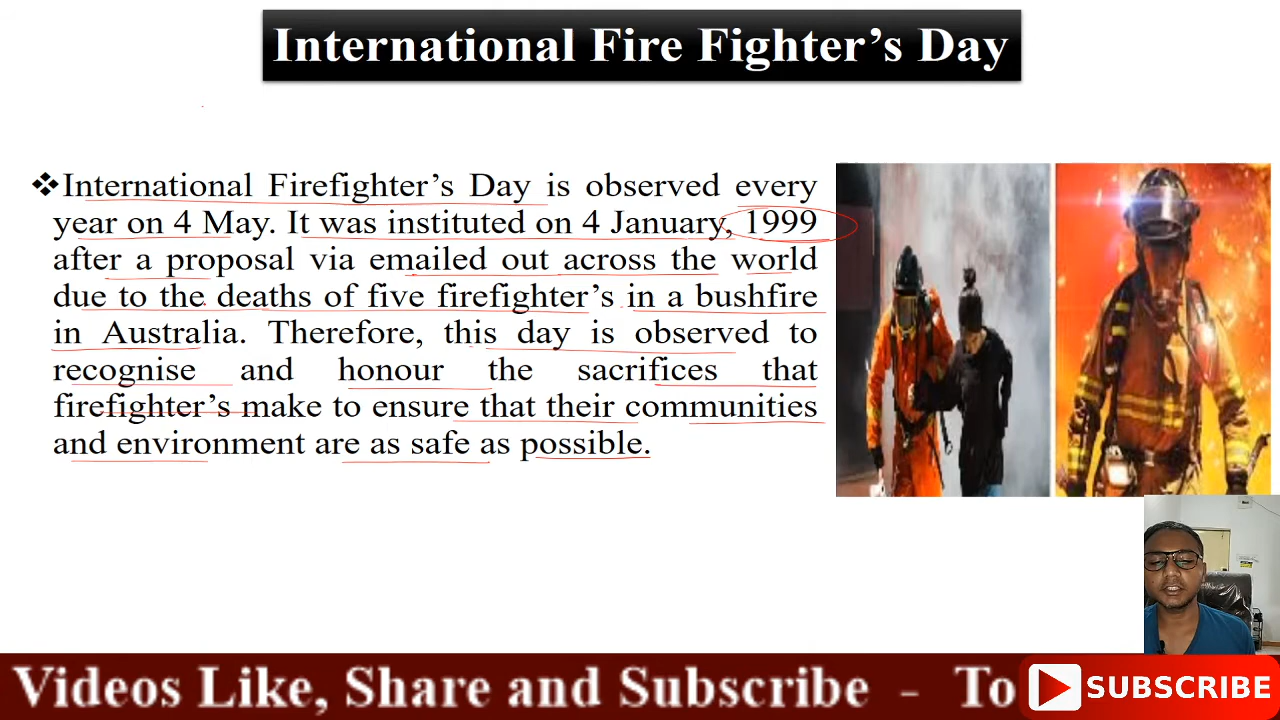 International Fire Fighter’s Day
❖International Firefighter’s Day is observed every
year on 4 May. It was instituted on 4 January, 1999
after a proposal via emailed out across the world
due to the deaths of five firefighter’s in a bushfire
in Australia. Therefore, this day is observed to
recognise and honour the sacrifices that
firefighter’s make to ensure that their communities
and environment are as safe as possible.
Videos Like, Share and Subscribe - To
SUBSCRIBE